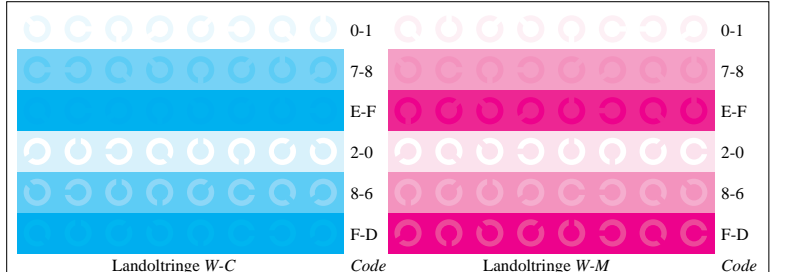 0-1 0-1
7-8 7-8
E-F E-F
2-0 2-0
8-6 8-6
F-D F-D
Landoltringe W-C Code Landoltringe W-M Code